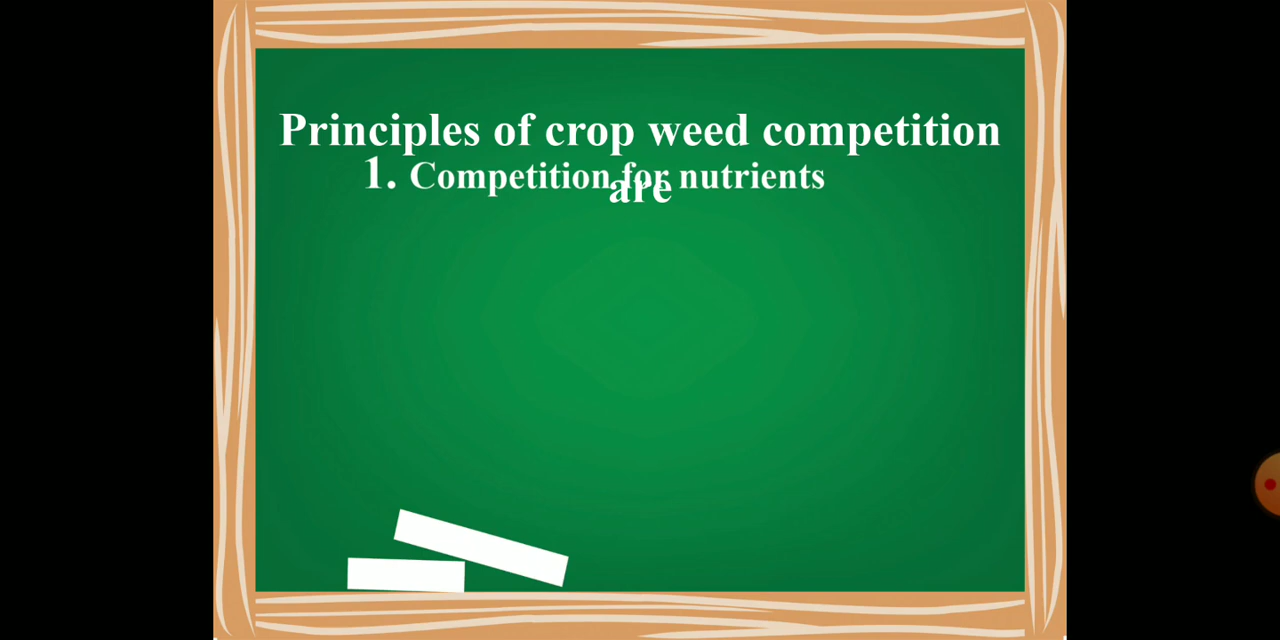 Principles of crop weed competition
are
1. Competition for nutrients